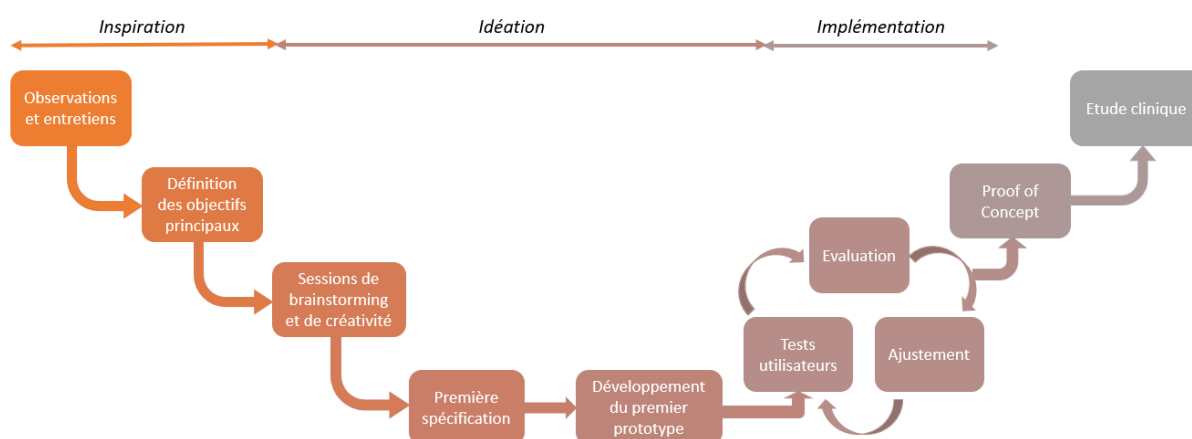 Inspiration
Idéation
Implémentation
Observations
et entretiens
Définition
des objectifs
principaux
Sessions de
brainstorming
et de créativité
Première
spécification
Développement
du premier
prototype
Tests
utilisateurs
Evaluation
Ajustement
Proof of
Concept
Etude clinique